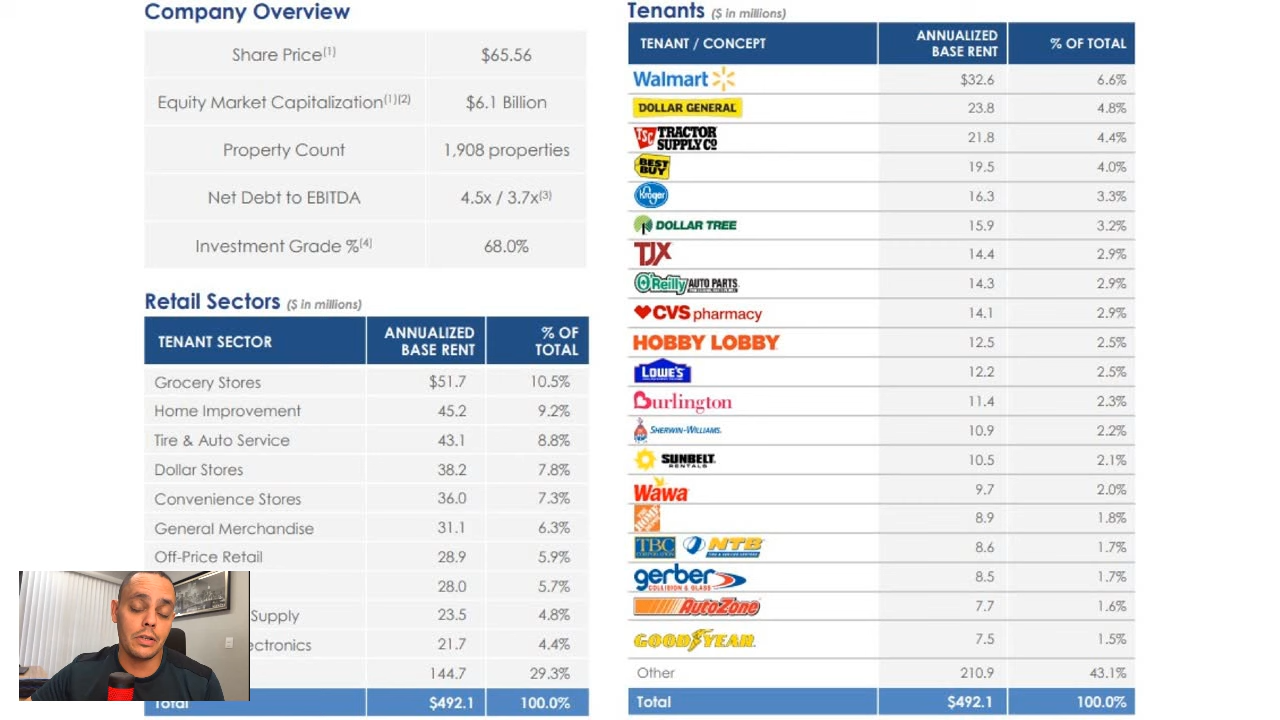 Company Overview
Share Price(1) $65.56
Equity Market Capitalization(1)(2) $6.1 Billion
Property Count 1,908 properties
Net Debt to EBITDA 4.5x / 3.7x(3)
Investment Grade %(4) 68.0%
Retail Sectors ($ in millions)
TENANT SECTOR ANNUALIZED BASE RENT % OF TOTAL
Grocery Stores $51.7 10.5%
Home Improvement 45.2 9.2%
Tire & Auto Service 43.1 8.8%
Dollar Stores 38.2 7.8%
Convenience Stores 36.0 7.3%
General Merchandise 31.1 6.3%
Off-Price Retail 28.9 5.9%
28.0 5.7%
Supply 23.5 4.8%
21.7 4.4%
144.7 29.3%
Total $492.1 100.0%
Tenants ($ in millions)
TENANT / CONCEPT ANNUALIZED BASE RENT % OF TOTAL
Walmart $32.6 6.6%
DOLLAR GENERAL 23.8 4.8%
TSC TRACTOR SUPPLY Co 21.8 4.4%
BEST BUY 19.5 4.0%
Kroger 16.3 3.3%
DOLLAR TREE 15.9 3.2%
TJX 14.4 2.9%
O'Reilly AUTO PARTS 14.3 2.9%
CVS pharmacy 14.1 2.9%
HOBBY LOBBY 12.5 2.5%
LOWE'S 12.2 2.5%
Burlington 11.4 2.3%
SHERWIN-WILLIAMS. 10.9 2.2%
SUNBELT RENTALS 10.5 2.1%
Wawa 9.7 2.0%
THE HOME 8.9 1.8%
TBC CORPORATION NTB 8.6 1.7%
gerber COLLISION & GLASS 8.5 1.7%
AutoZone 7.7 1.6%
GOODYEAR 7.5 1.5%
Other 210.9 43.1%
Total $492.1 100.0%